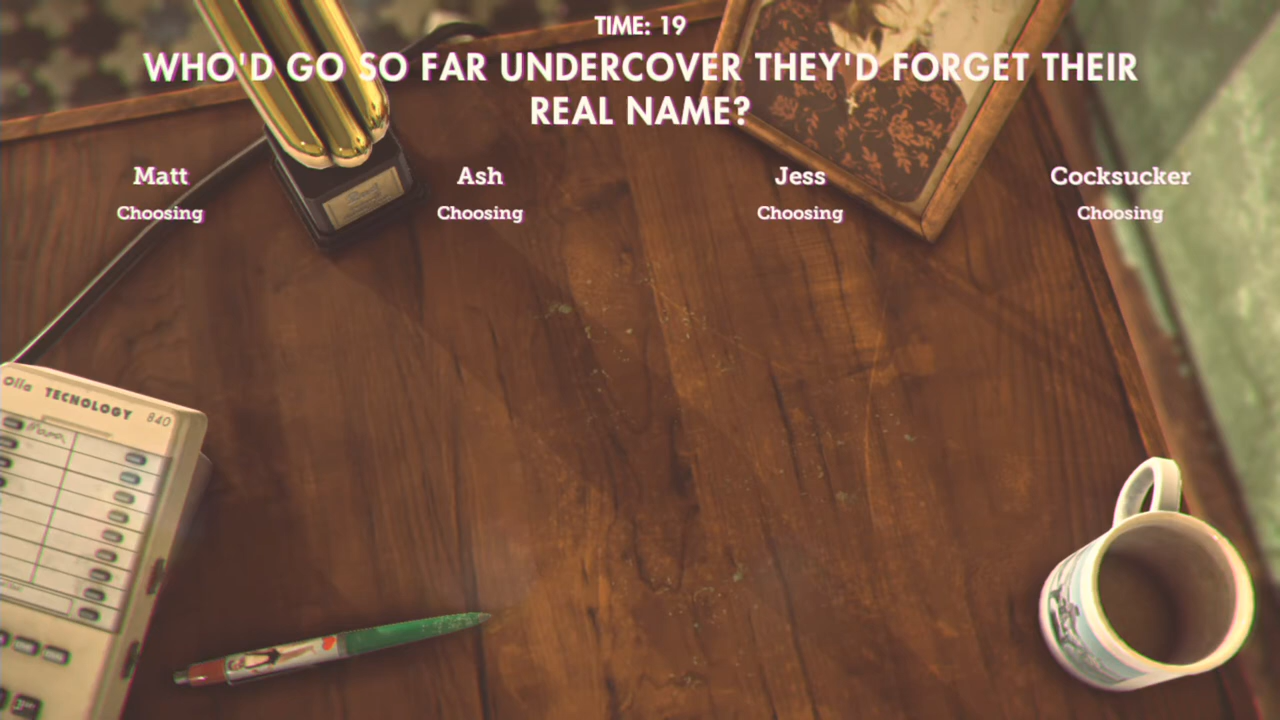 TIME: 19
WHO'D GO SO FAR UNDERCOVER THEY'D FORGET THEIR
REAL NAME?
Matt
Ash
Jess
Cocksucker
Choosing
Choosing
Choosing
Choosing
Olla TECNOLOGY 840